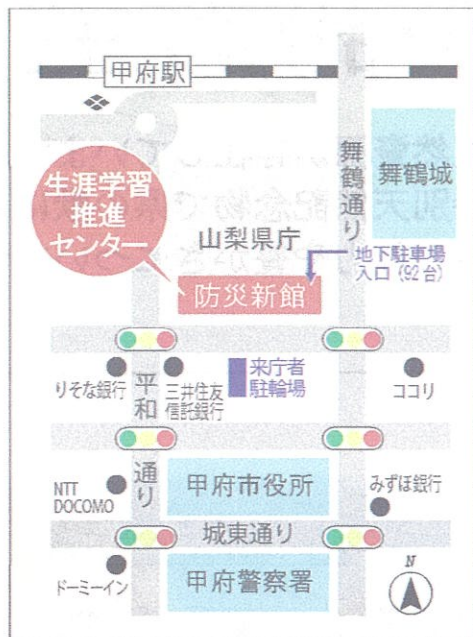 甲府駅
舞鶴通り
舞鶴城
生涯学習
推進
センター
山梨県庁
地下駐車場
入口（92台）
防災新館
りそな銀行
平和
通り
三井住友
信託銀行
来庁者
駐輪場
ココリ
NTT
DOCOMO
甲府市役所
みずほ銀行
城東通り
ドーミーイン
甲府警察署
N